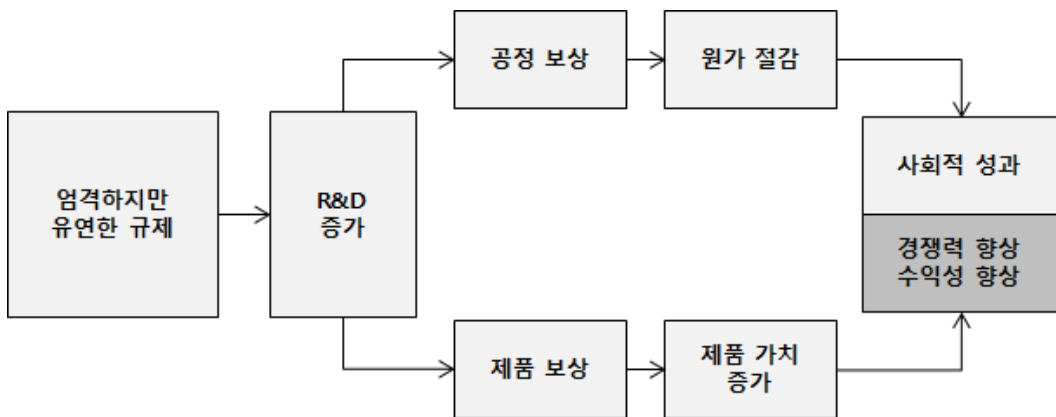 공정 보상
원가 절감
엄격하지만
유연한 규제
R&D
증가
사회적 성과
경쟁력 향상
수익성 향상
제품 보상
제품 가치
증가